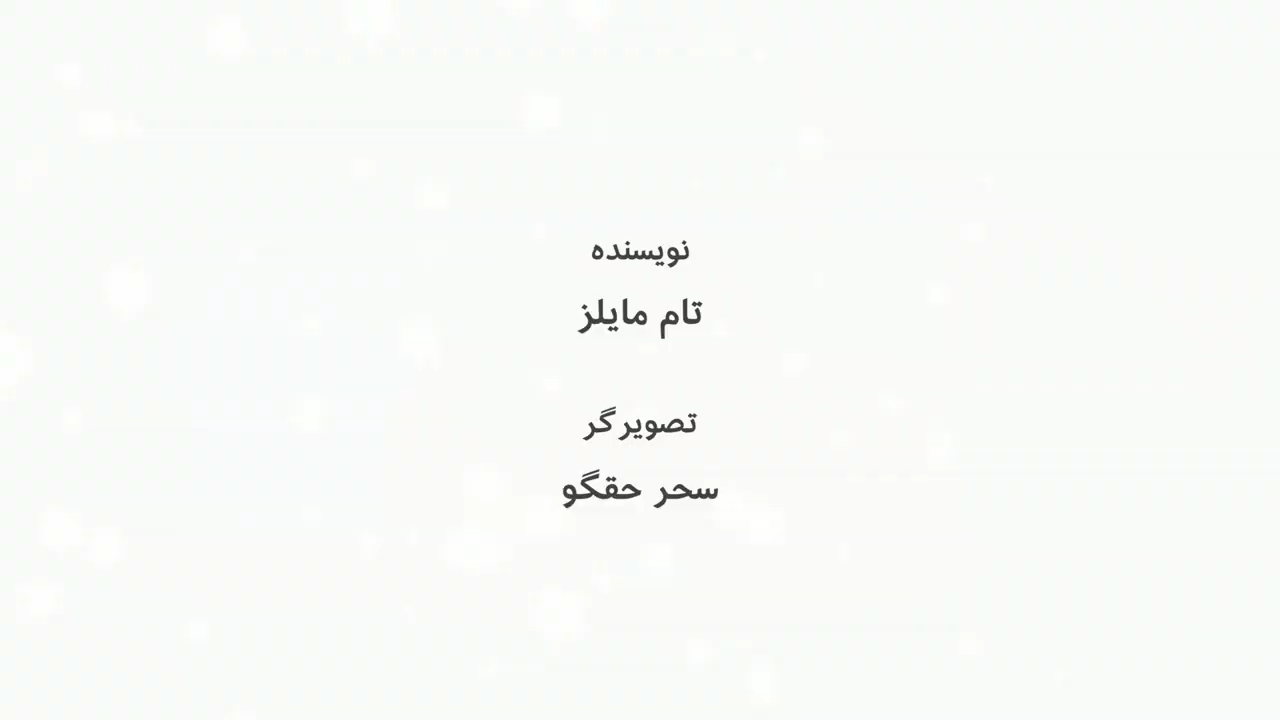 نویسنده
تام مایلز
تصویرگر
سحر حقگو